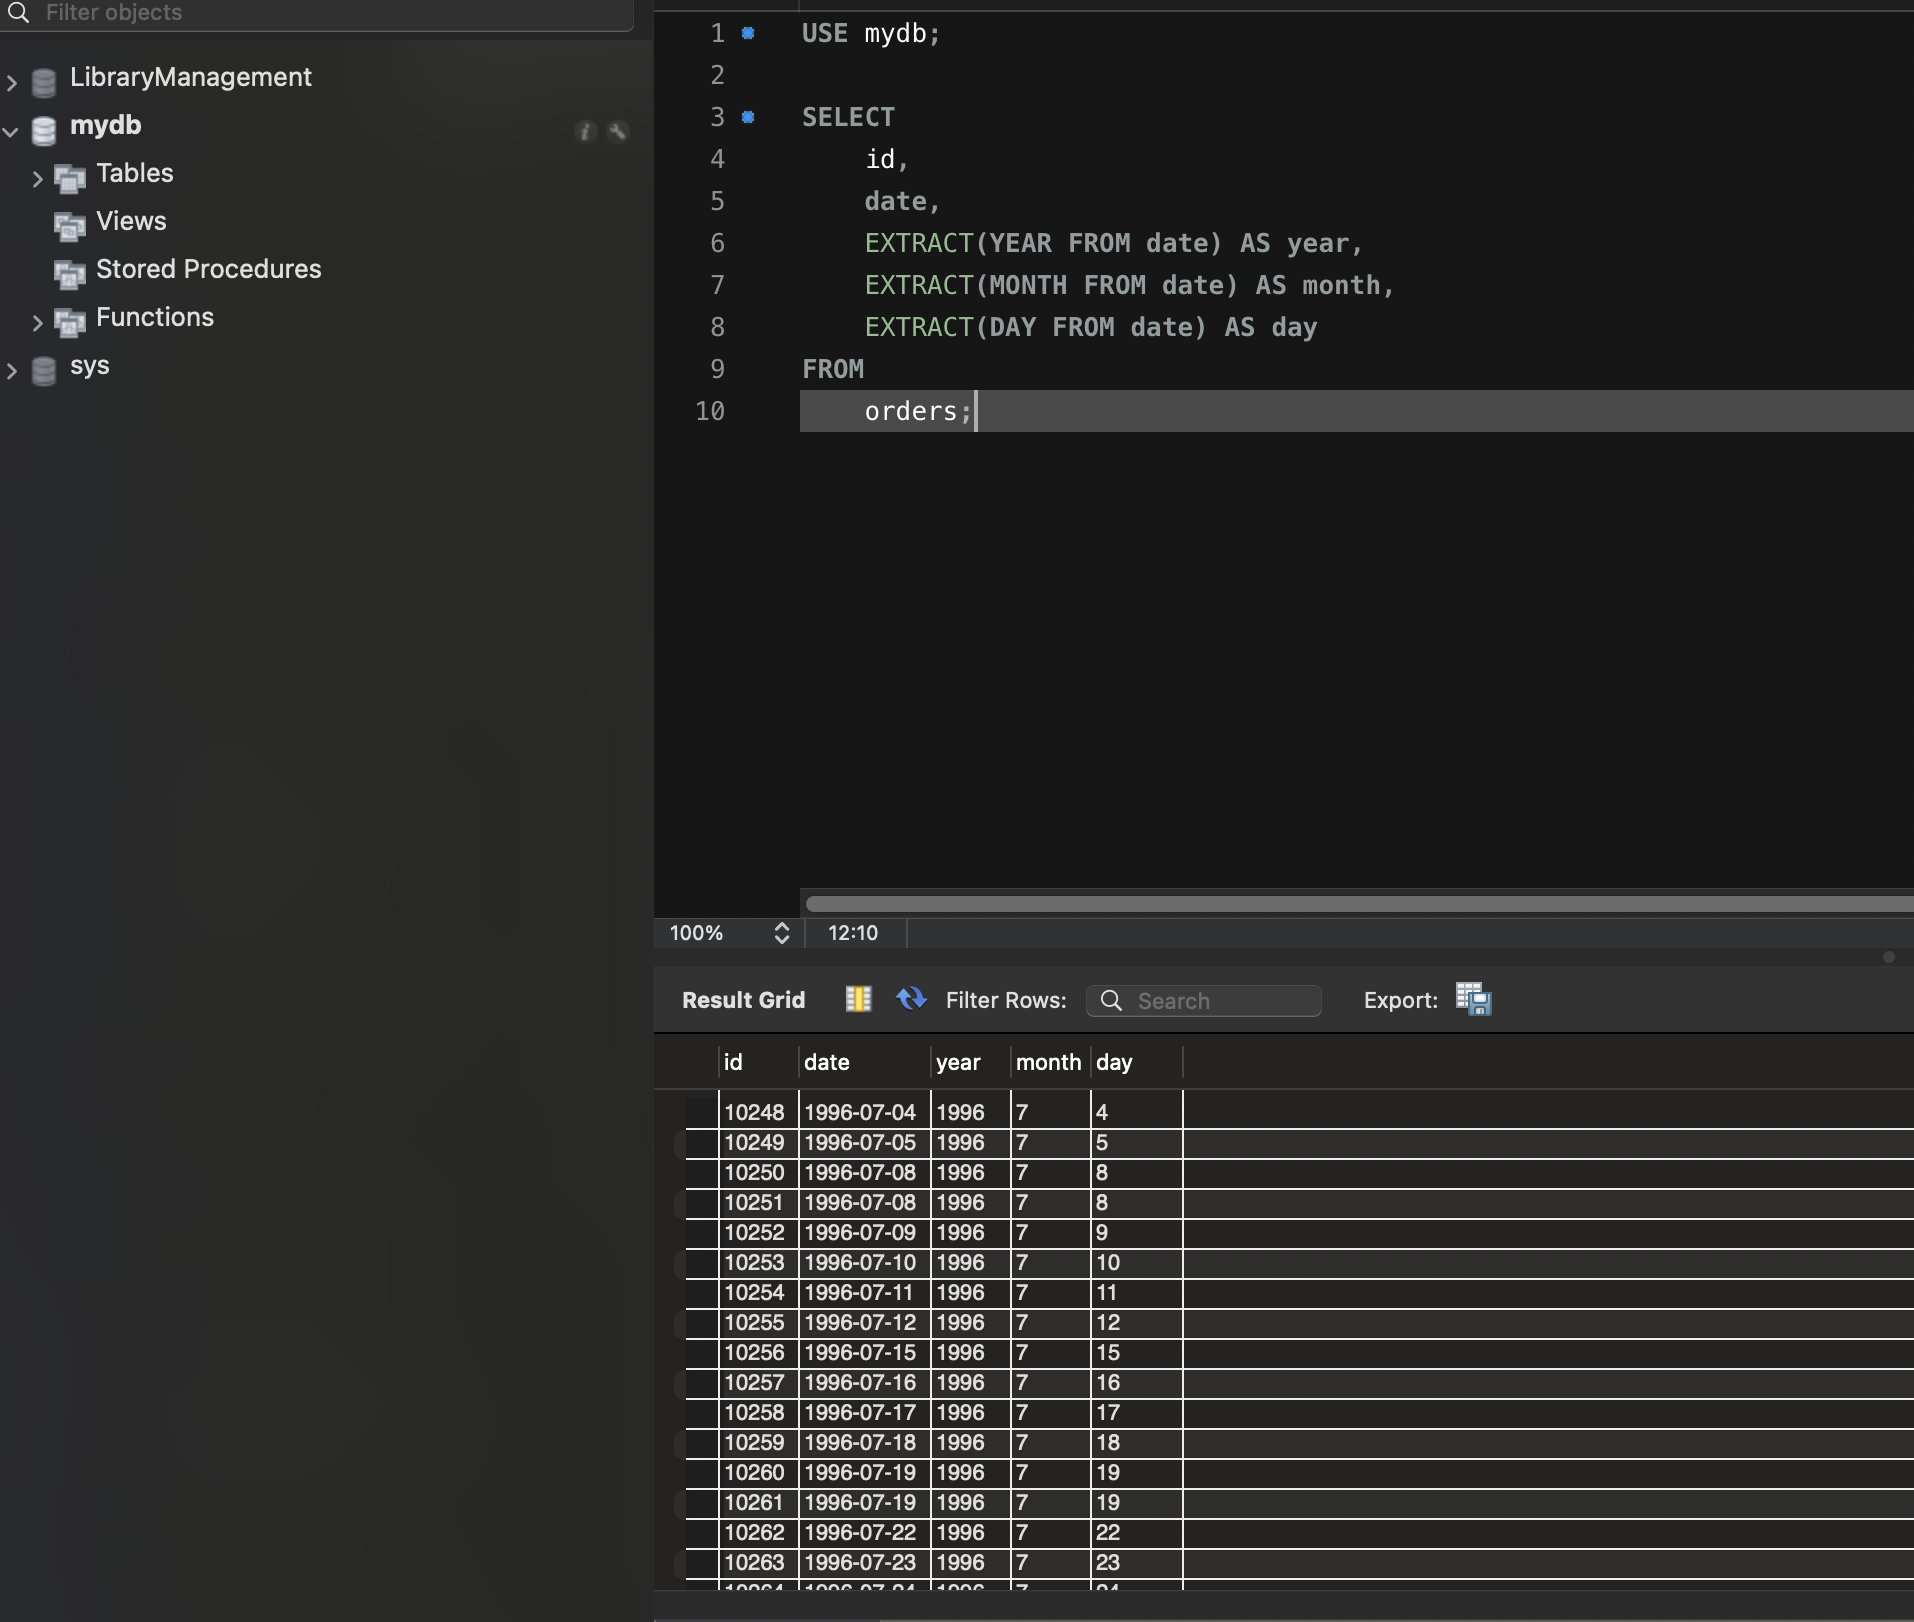 Filter objects
LibraryManagement
mydb
Tables
Views
Stored Procedures
Functions
sys
1 USE mydb;
2
3 SELECT
4 id,
5 date,
6 EXTRACT(YEAR FROM date) AS year,
7 EXTRACT(MONTH FROM date) AS month,
8 EXTRACT(DAY FROM date) AS day
9 FROM
10 orders;
100% 12:10
Result Grid Filter Rows: Search Export:
id date year month day
10248 1996-07-04 1996 7 4
10249 1996-07-05 1996 7 5
10250 1996-07-08 1996 7 8
10251 1996-07-08 1996 7 8
10252 1996-07-09 1996 7 9
10253 1996-07-10 1996 7 10
10254 1996-07-11 1996 7 11
10255 1996-07-12 1996 7 12
10256 1996-07-15 1996 7 15
10257 1996-07-16 1996 7 16
10258 1996-07-17 1996 7 17
10259 1996-07-18 1996 7 18
10260 1996-07-19 1996 7 19
10261 1996-07-19 1996 7 19
10262 1996-07-22 1996 7 22
10263 1996-07-23 1996 7 23